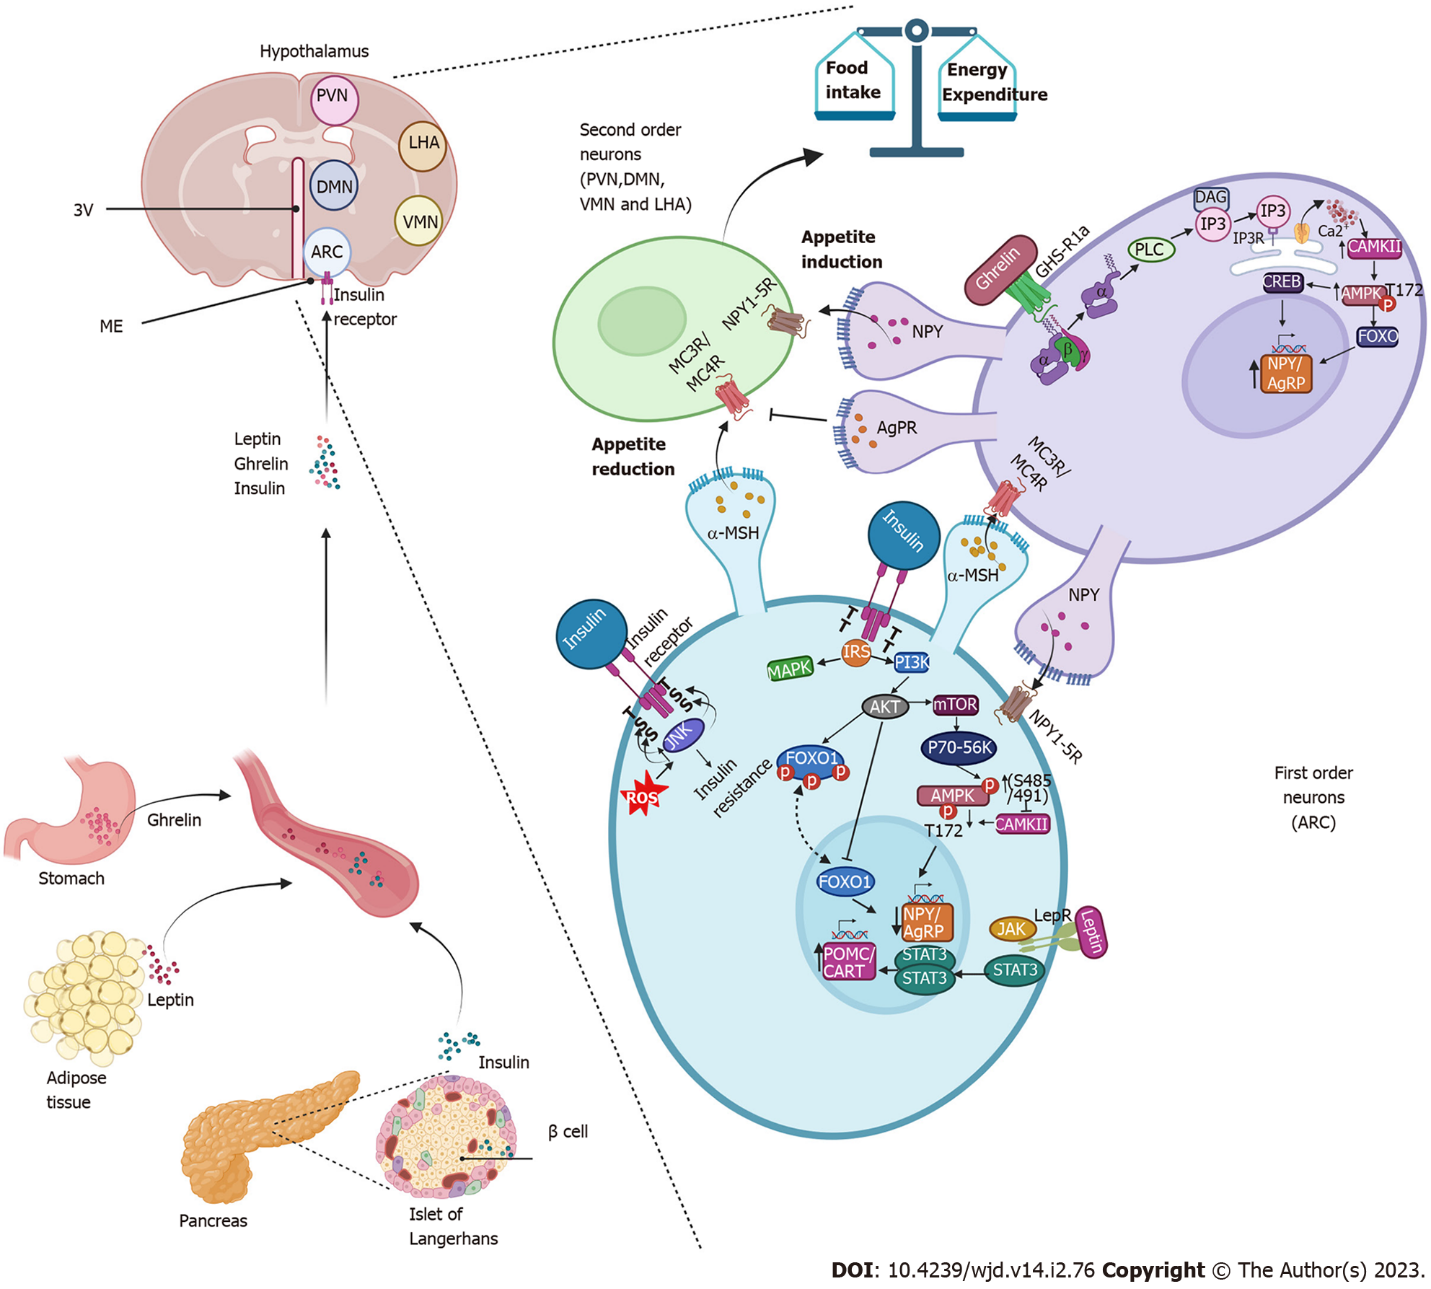 Hypothalamus
PVN
LHA
DMN
VMN
ARC
3V
ME
Insulin
receptor
Leptin
Ghrelin
Insulin
Ghrelin
Stomach
Leptin
Adipose
tissue
Insulin
β cell
Pancreas
Islet of
Langerhans
Food
intake
Energy
Expenditure
Second order
neurons
(PVN,DMN,
VMN and LHA)
Appetite
induction
NPY1-5R
MC3R/
MC4R
Appetite
reduction
NPY
AgPR
Ghrelin
GHS-R1a
α
α
β
γ
PLC
DAG
IP3
IP3
IP3R
Ca2+
CAMKII
CREB
AMPK
T172
P
FOXO
NPY/
AgRP
MC3R/
MC4R
α-MSH
α-MSH
NPY
NPY1-5R
Insulin
Insulin
Insulin
receptor
T
T
T
T
IRS
MAPK
PI3K
AKT
mTOR
P70-56K
T
S
S
T
S
S
JNK
ROS
Insulin
resistance
FOXO1
p
p
p
p
(S485
/491)
AMPK
p
T172
CAMKII
FOXO1
NPY/
AgRP
POMC/
CART
STAT3
STAT3
STAT3
JAK
LepR
Leptin
First order
neurons
(ARC)
DOI: 10.4239/wjd.v14.i2.76 Copyright © The Author(s) 2023.